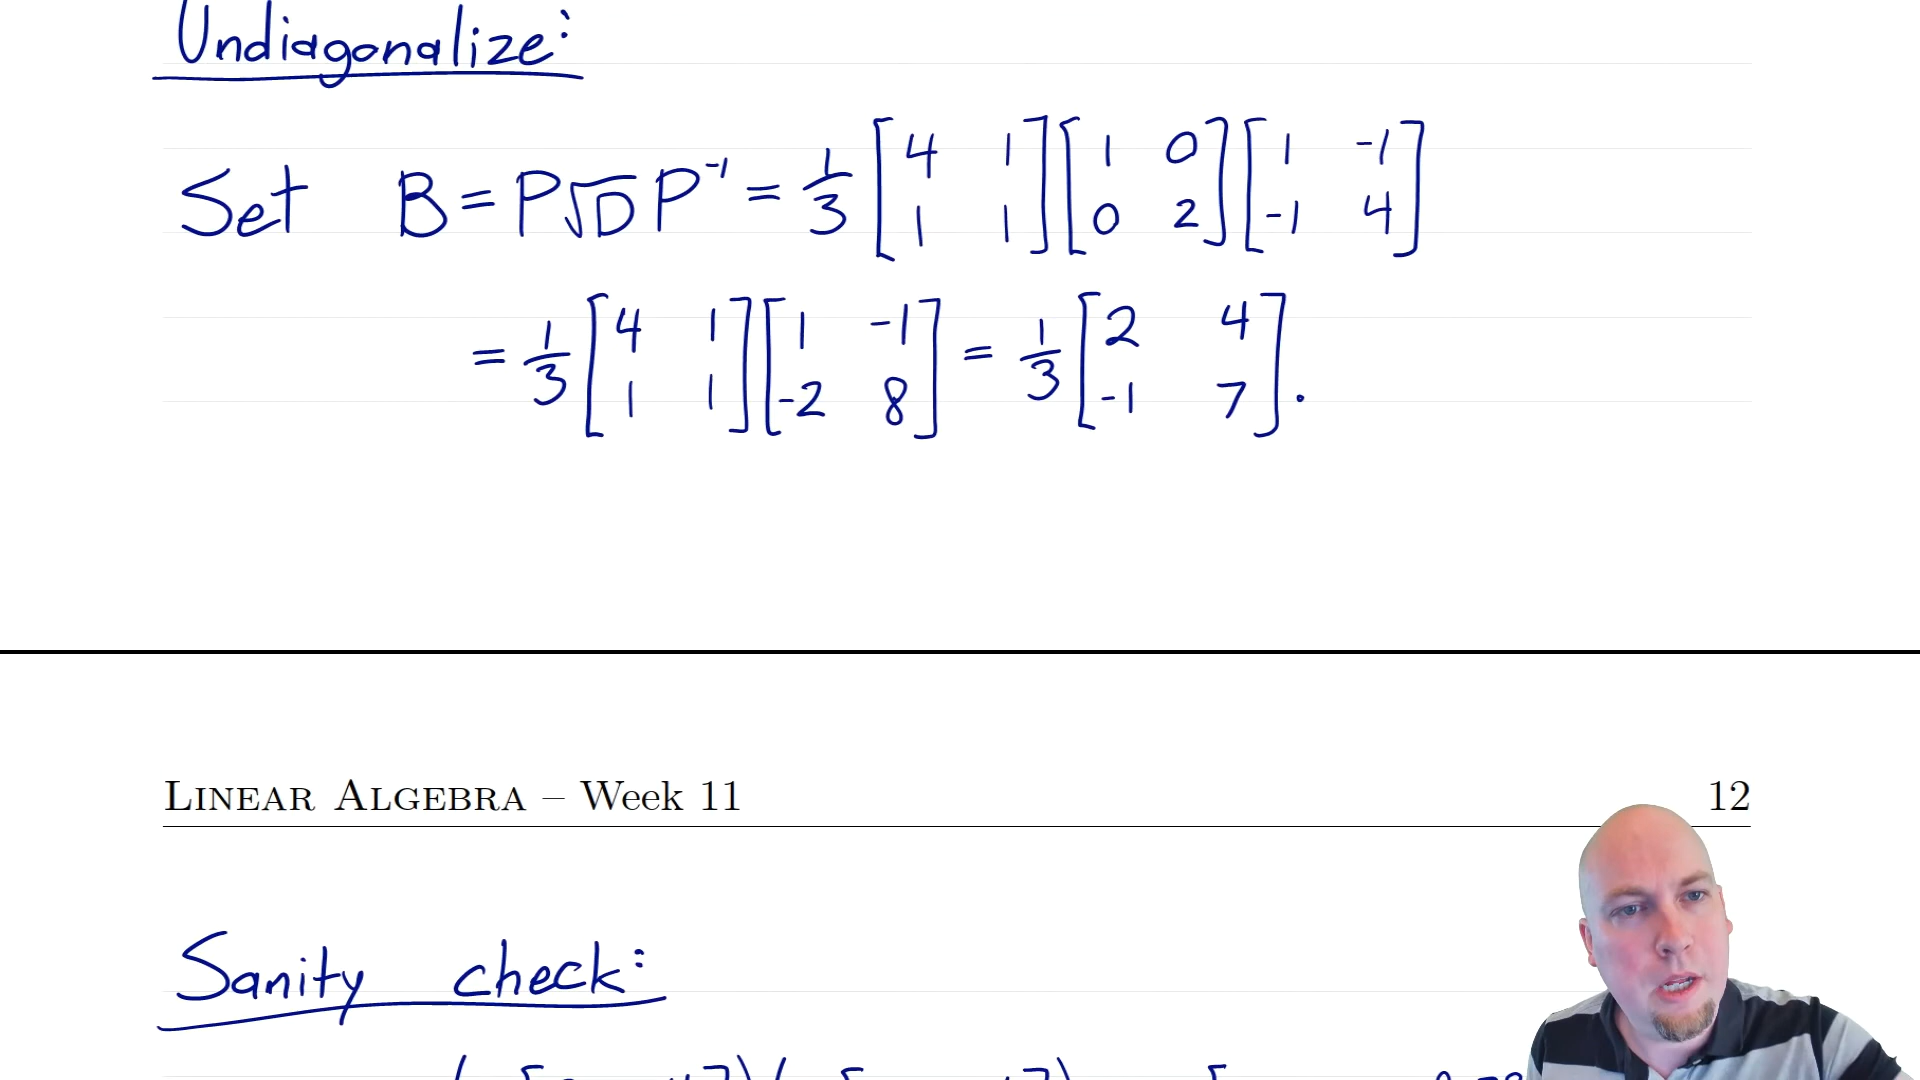 Undiagonalize:
Set B = P√D P⁻¹ = 1/3 [4 1; 1 1] [1 0; 0 2] [1 -1; -1 4]
= 1/3 [4 1; 1 1] [1 -1; -2 8] = 1/3 [2 4; -1 7].
LINEAR ALGEBRA – Week 11 12
Sanity check: